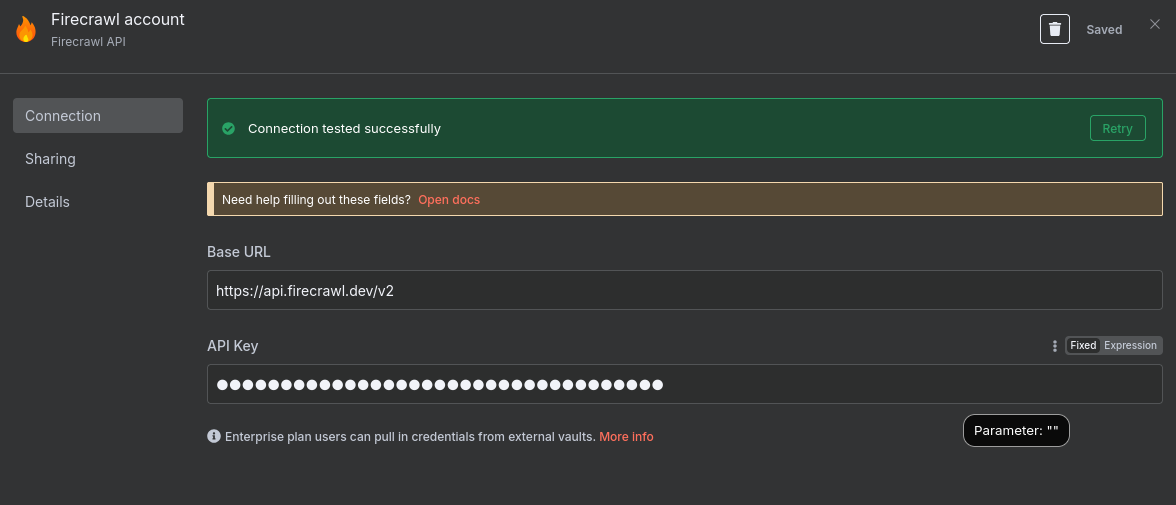 Firecrawl account
Firecrawl API
Saved
Connection
Sharing
Details
Connection tested successfully
Retry
Need help filling out these fields? Open docs
Base URL
https://api.firecrawl.dev/v2
API Key
Fixed Expression
●●●●●●●●●●●●●●●●●●●●●●●●●●●●●●●●●●●
Enterprise plan users can pull in credentials from external vaults. More info
Parameter: ""